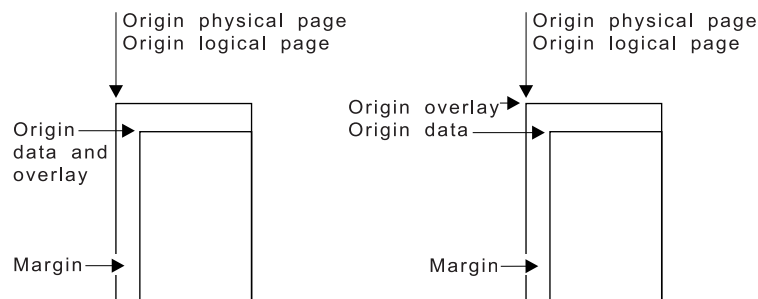 Origin physical page
Origin logical page
Origin
data and
overlay
Margin
Origin physical page
Origin logical page
Origin overlay
Origin data
Margin